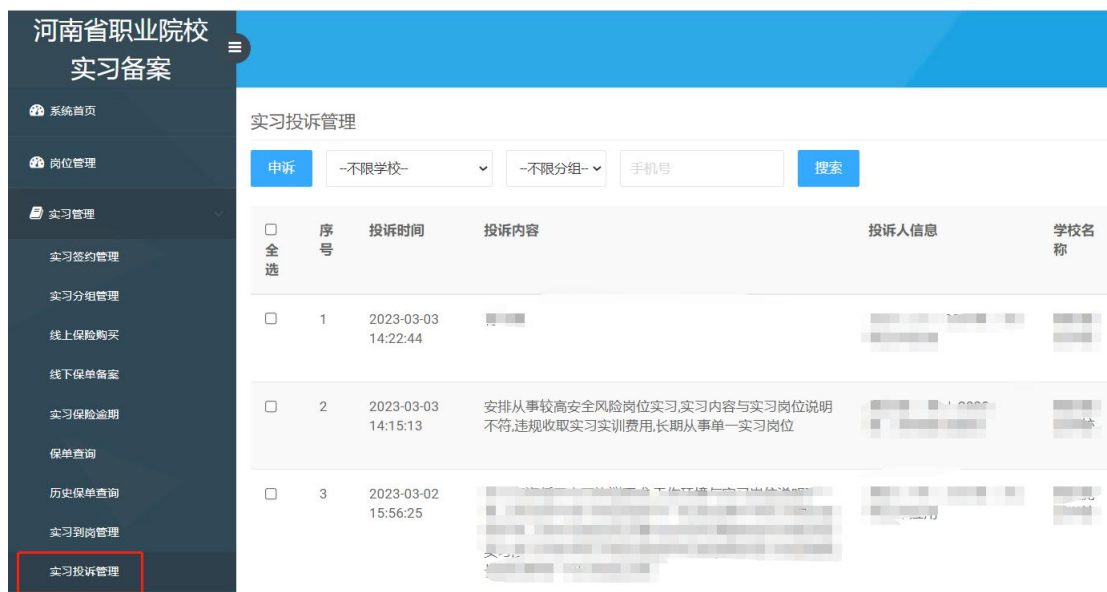 河南省职业院校
实习备案
系统首页
岗位管理
实习管理
实习签约管理
实习分组管理
线上保险购买
线下保单备案
实习保险逾期
保单查询
历史保单查询
实习到岗管理
实习投诉管理
实习投诉管理
申诉 --不限学校-- --不限分组-- 手机号 搜索
全选 序号 投诉时间 投诉内容 投诉人信息 学校名称
1 2023-03-03
14:22:44
2 2023-03-03 安排从事较高安全风险岗位实习,实习内容与实习岗位说明
14:15:13 不符,违规收取实习实训费用,长期从事单一实习岗位
3 2023-03-02
15:56:25